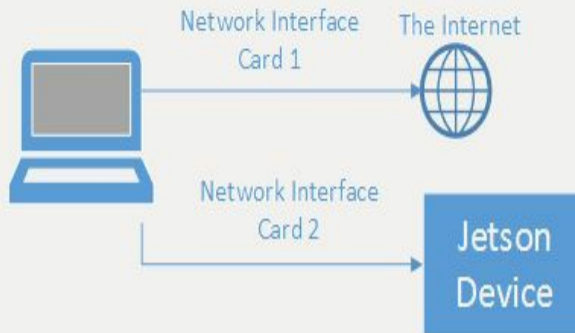 Network Interface
Card 1
The Internet
Network Interface
Card 2
Jetson
Device